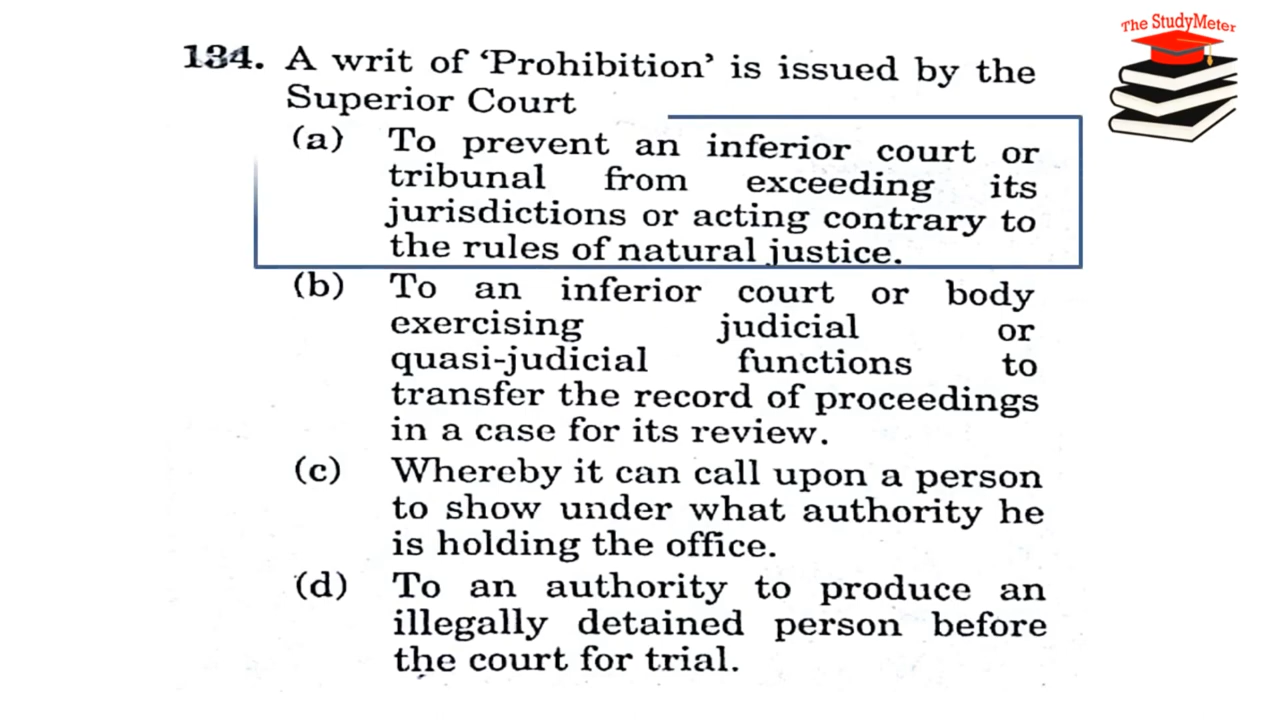 The StudyMeter
134. A writ of ‘Prohibition’ is issued by the
Superior Court
(a) To prevent an inferior court or
tribunal from exceeding its
jurisdictions or acting contrary to
the rules of natural justice.
(b) To an inferior court or body
exercising judicial or
quasi-judicial functions to
transfer the record of proceedings
in a case for its review.
(c) Whereby it can call upon a person
to show under what authority he
is holding the office.
(d) To an authority to produce an
illegally detained person before
the court for trial.